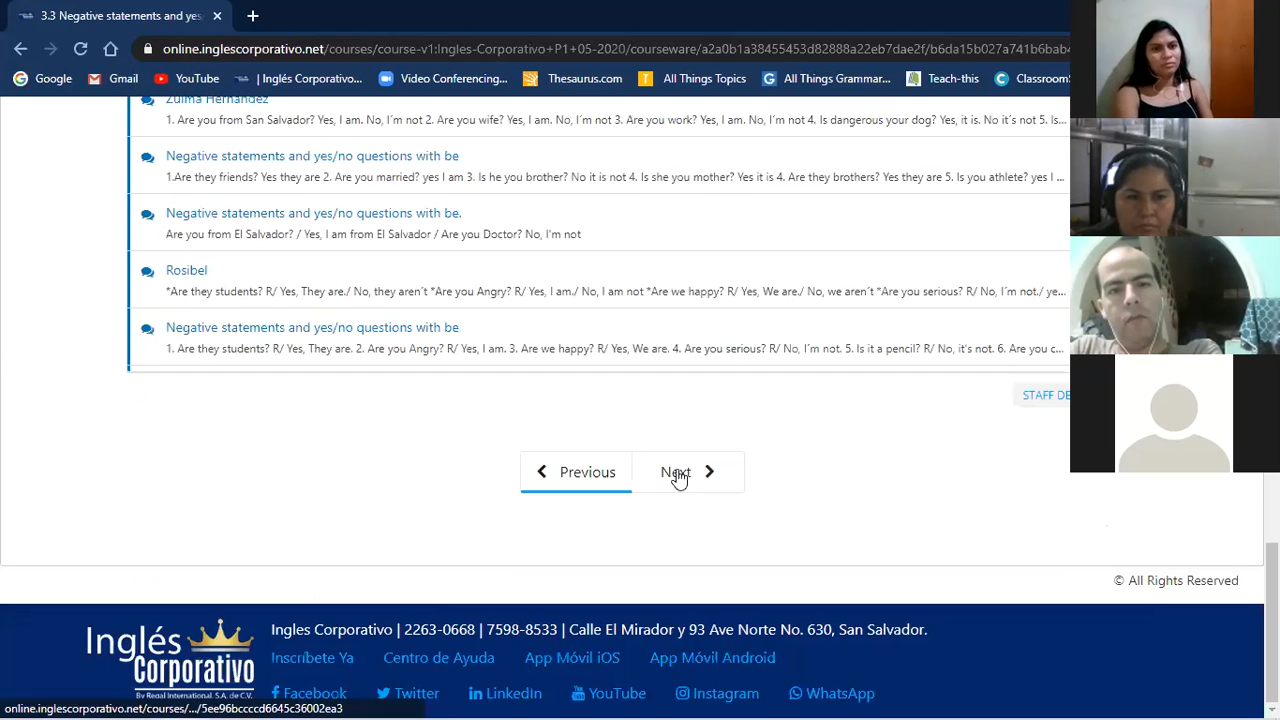 3.3 Negative statements and yes
online.inglescorporativo.net/courses/course-v1:Ingles-Corporativo+P1+05-2020/courseware/a2a0b1a38455453d82888a22eb7dae2f/b6da15b027a741b6bab4
Google Gmail YouTube | Inglés Corporativo... Video Conferencing... Thesaurus.com All Things Topics All Things Grammar... Teach-this ClassroomS
Zulma Hernandez
1. Are you from San Salvador? Yes, I am. No, I´m not 2. Are you wife? Yes, I am. No, I´m not 3. Are you work? Yes, I am. No, I´m not 4. Is dangerous your dog? Yes, it is. No it´s not 5. Is...
Negative statements and yes/no questions with be
1.Are they friends? Yes they are 2. Are you married? yes I am 3. Is he you brother? No it is not 4. Is she you mother? Yes it is 4. Are they brothers? Yes they are 5. Is you athlete? yes I ...
Negative statements and yes/no questions with be.
Are you from El Salvador? / Yes, I am from El Salvador / Are you Doctor? No, I'm not
Rosibel
*Are they students? R/ Yes, They are./ No, they aren´t *Are you Angry? R/ Yes, I am./ No, I am not *Are we happy? R/ Yes, We are./ No, we aren´t *Are you serious? R/ No, I´m not./ ye...
Negative statements and yes/no questions with be
1. Are they students? R/ Yes, They are. 2. Are you Angry? R/ Yes, I am. 3. Are we happy? R/ Yes, We are. 4. Are you serious? R/ No, I´m not. 5. Is it a pencil? R/ No, it's not. 6. Are you c...
STAFF DE
Previous Next
© All Rights Reserved
Inglés Corporativo
By Regal International, S.A. de C.V.
Ingles Corporativo | 2263-0668 | 7598-8533 | Calle El Mirador y 93 Ave Norte No. 630, San Salvador.
Inscríbete Ya Centro de Ayuda App Móvil iOS App Móvil Android
Facebook Twitter LinkedIn YouTube Instagram WhatsApp
online.inglescorporativo.net/courses/.../5ee96bccccd6645c36002ea3